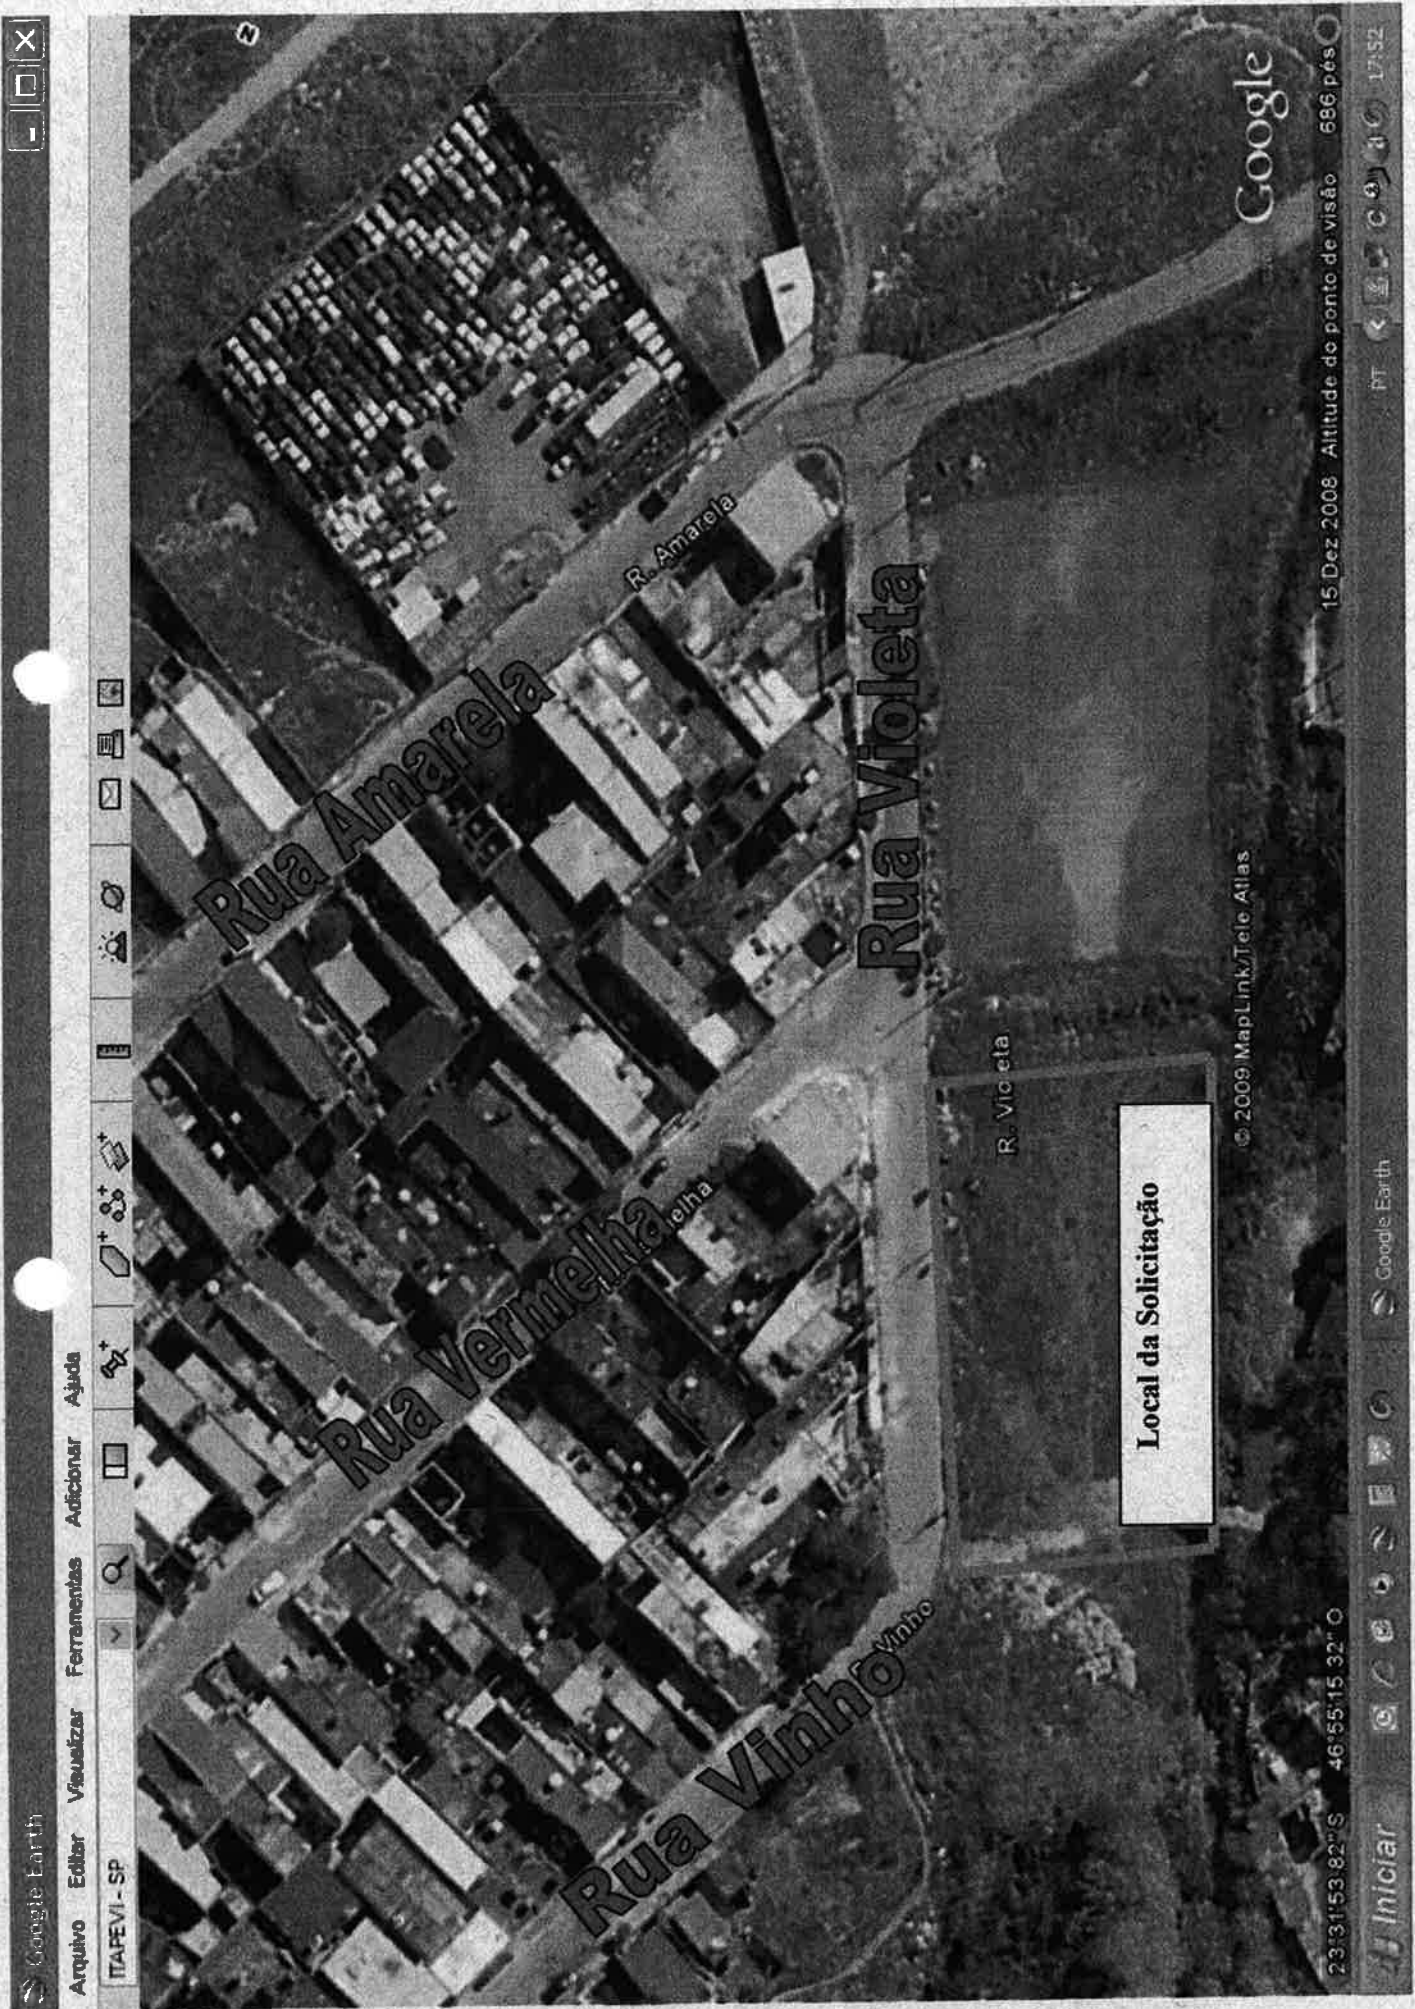 Google Earth
Arquivo Editar Visualizar Ferramentas Adicionar Ajuda
ITAPEVI - SP
N
Rua Amarela
R. Amarela
Rua Vermelha
elha
Rua Violeta
R. Violeta
Rua Vinho
Vinho
Local da Solicitação
© 2009 MapLink/Tele Atlas
Google
23°31'53.82" S 46°55'15.32" O 15 Dez 2008 Altitude do ponto de visão 686 pés
Iniciar Google Earth PT 17:52